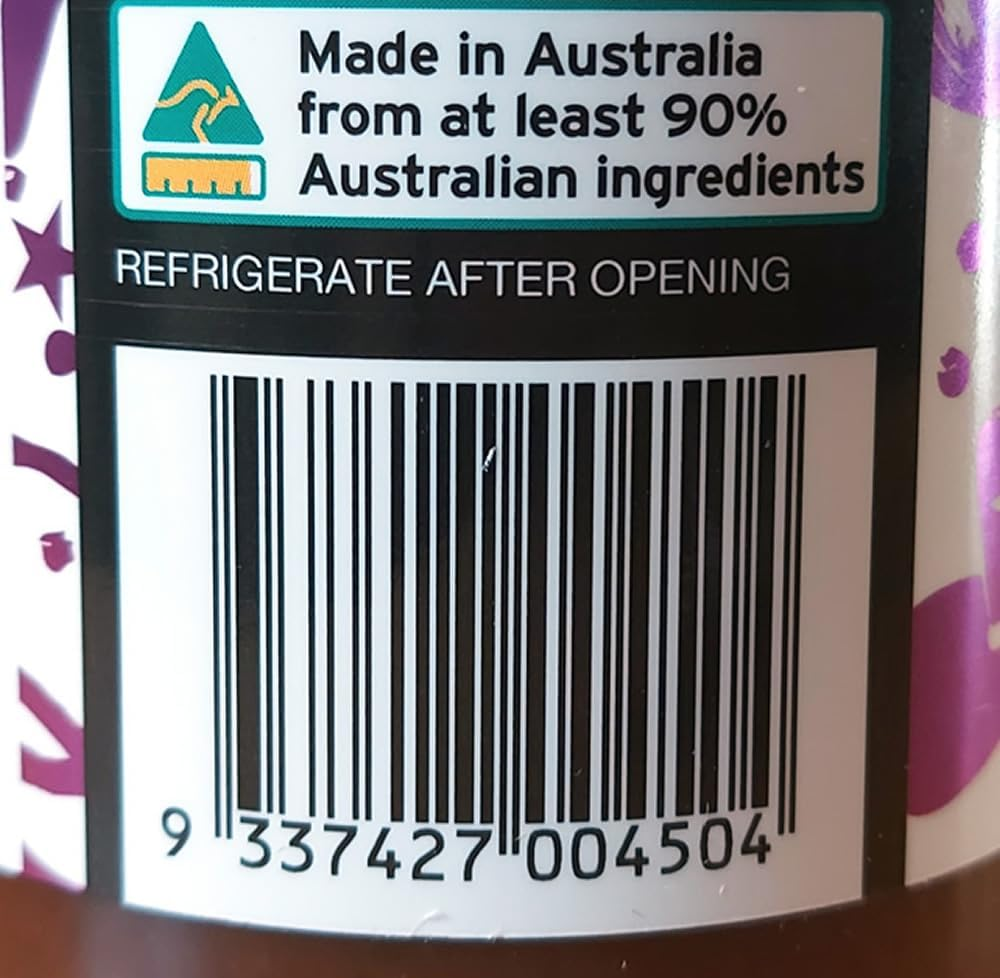 Made in Australia
from at least 90%
Australian ingredients
REFRIGERATE AFTER OPENING
9 337427 004504